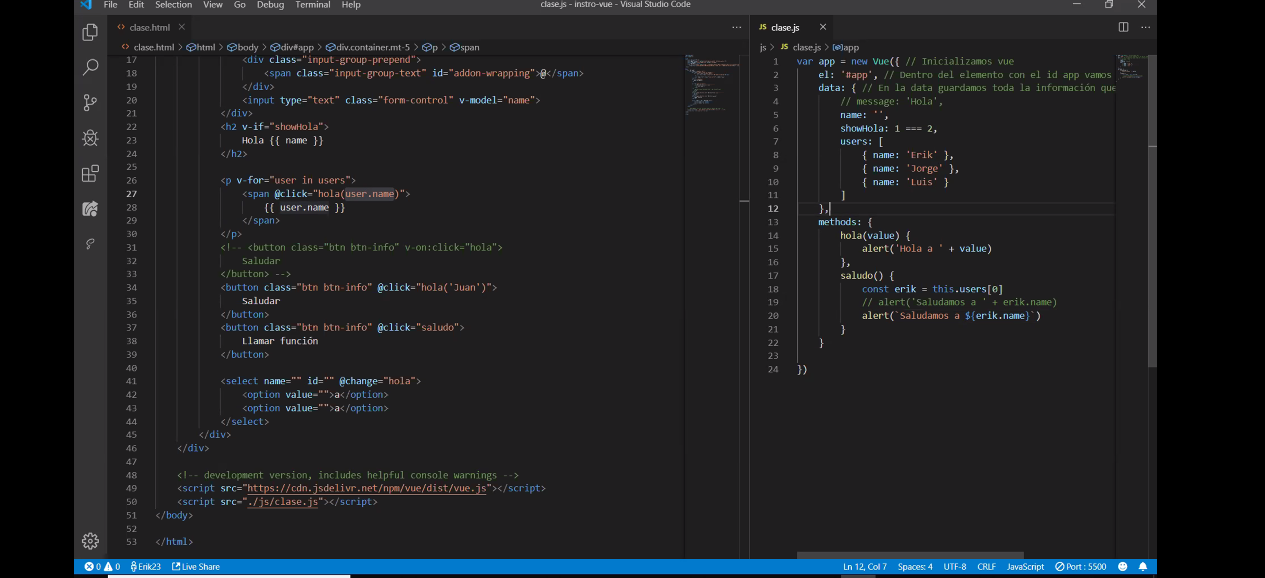 File Edit Selection View Go Debug Terminal Help
clase.js - instro-vue - Visual Studio Code
<> clase.html ×
<> clase.html > html > body > div#app > div.container.mt-5 > p > span
17 <div class="input-group-prepend">
18 <span class="input-group-text" id="addon-wrapping">@</span>
19 </div>
20 <input type="text" class="form-control" v-model="name">
21 </div>
22 <h2 v-if="showHola">
23 Hola {{ name }}
24 </h2>
25
26 <p v-for="user in users">
27 <span @click="hola(user.name)">
28 {{ user.name }}
29 </span>
30 </p>
31 <!-- <button class="btn btn-info" v-on:click="hola">
32 Saludar
33 </button> -->
34 <button class="btn btn-info" @click="hola('Juan')">
35 Saludar
36 </button>
37 <button class="btn btn-info" @click="saludo">
38 Llamar función
39 </button>
40
41 <select name="" id="" @change="hola">
42 <option value="">a</option>
43 <option value="">a</option>
44 </select>
45 </div>
46 </div>
47
48 <!-- development version, includes helpful console warnings -->
49 <script src="https://cdn.jsdelivr.net/npm/vue/dist/vue.js"></script>
50 <script src="./js/clase.js"></script>
51 </body>
52
53 </html>
JS clase.js ×
js > JS clase.js > app
1 var app = new Vue({ // Inicializamos vue
2 el: '#app', // Dentro del elemento con el id app vamos
3 data: { // En la data guardamos toda la información que
4 // message: 'Hola',
5 name: '',
6 showHola: 1 === 2,
7 users: [
8 { name: 'Erik' },
9 { name: 'Jorge' },
10 { name: 'Luis' }
11 ]
12 },
13 methods: {
14 hola(value) {
15 alert('Hola a ' + value)
16 },
17 saludo() {
18 const erik = this.users[0]
19 // alert('Saludamos a ' + erik.name)
20 alert(`Saludamos a ${erik.name}`)
21 }
22 }
23
24 })
0 0 Erik23 Live Share
Ln 12, Col 7 Spaces: 4 UTF-8 CRLF JavaScript Port : 5500